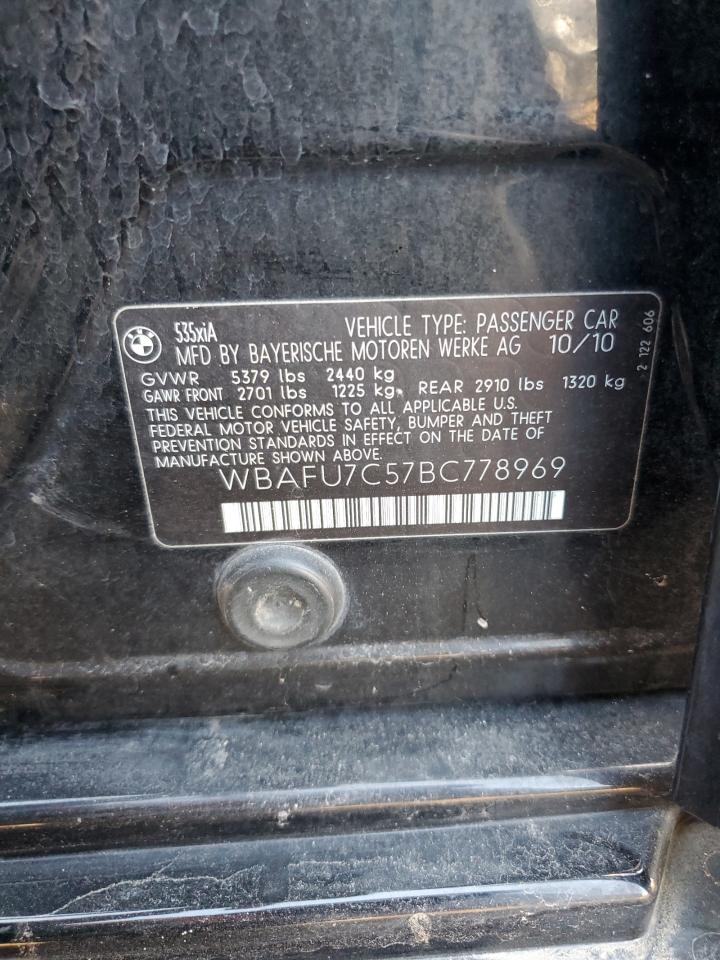 535xiA
VEHICLE TYPE: PASSENGER CAR
MFD BY BAYERISCHE MOTOREN WERKE AG 10/10
GVWR 5379 lbs 2440 kg
GAWR FRONT 2701 lbs 1225 kg, REAR 2910 lbs 1320 kg
THIS VEHICLE CONFORMS TO ALL APPLICABLE U.S.
FEDERAL MOTOR VEHICLE SAFETY, BUMPER AND THEFT
PREVENTION STANDARDS IN EFFECT ON THE DATE OF
MANUFACTURE SHOWN ABOVE.
WBAFU7C57BC778969
2 122 606